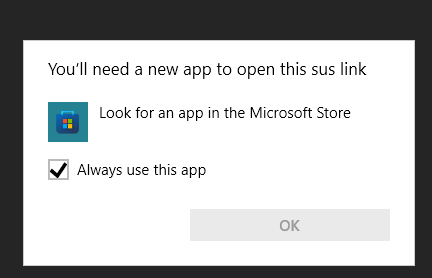 You'll need a new app to open this sus link
Look for an app in the Microsoft Store
Always use this app
OK